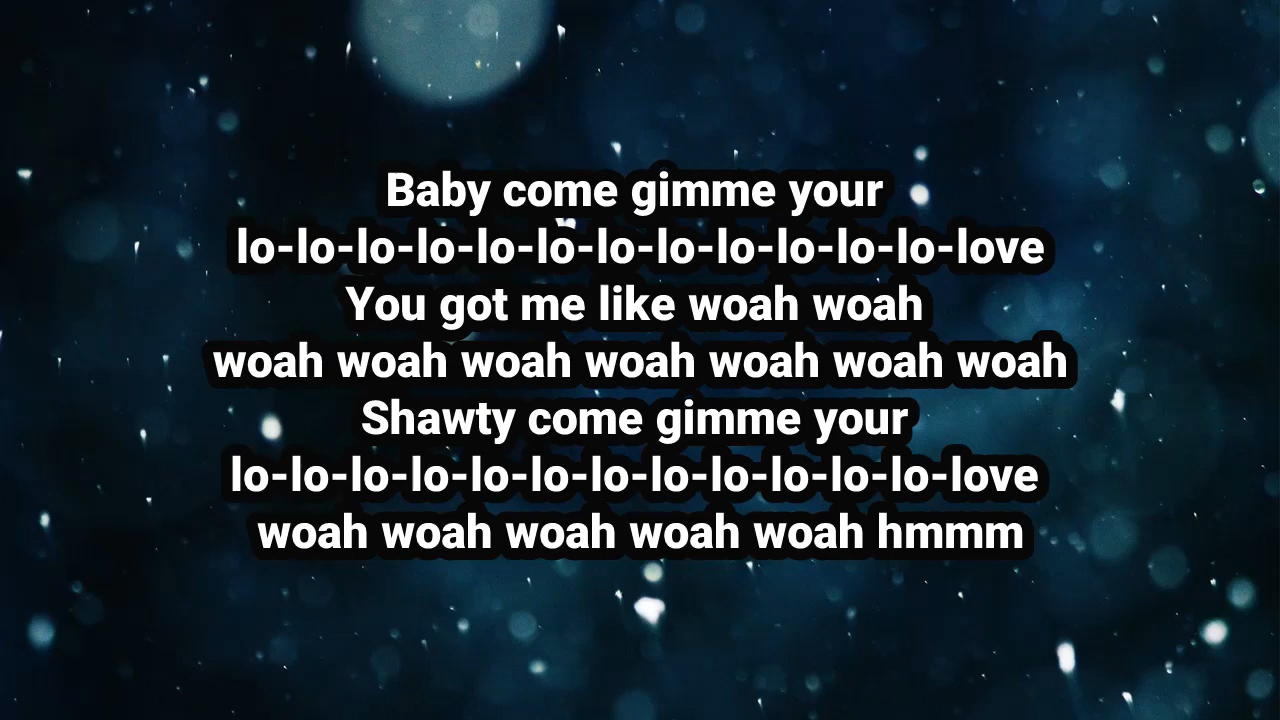 Baby come gimme your
lo-lo-lo-lo-lo-lo-lo-lo-lo-lo-lo-lo-love
You got me like woah woah
woah woah woah woah woah woah woah
Shawty come gimme your
lo-lo-lo-lo-lo-lo-lo-lo-lo-lo-lo-lo-love
woah woah woah woah woah hmmm